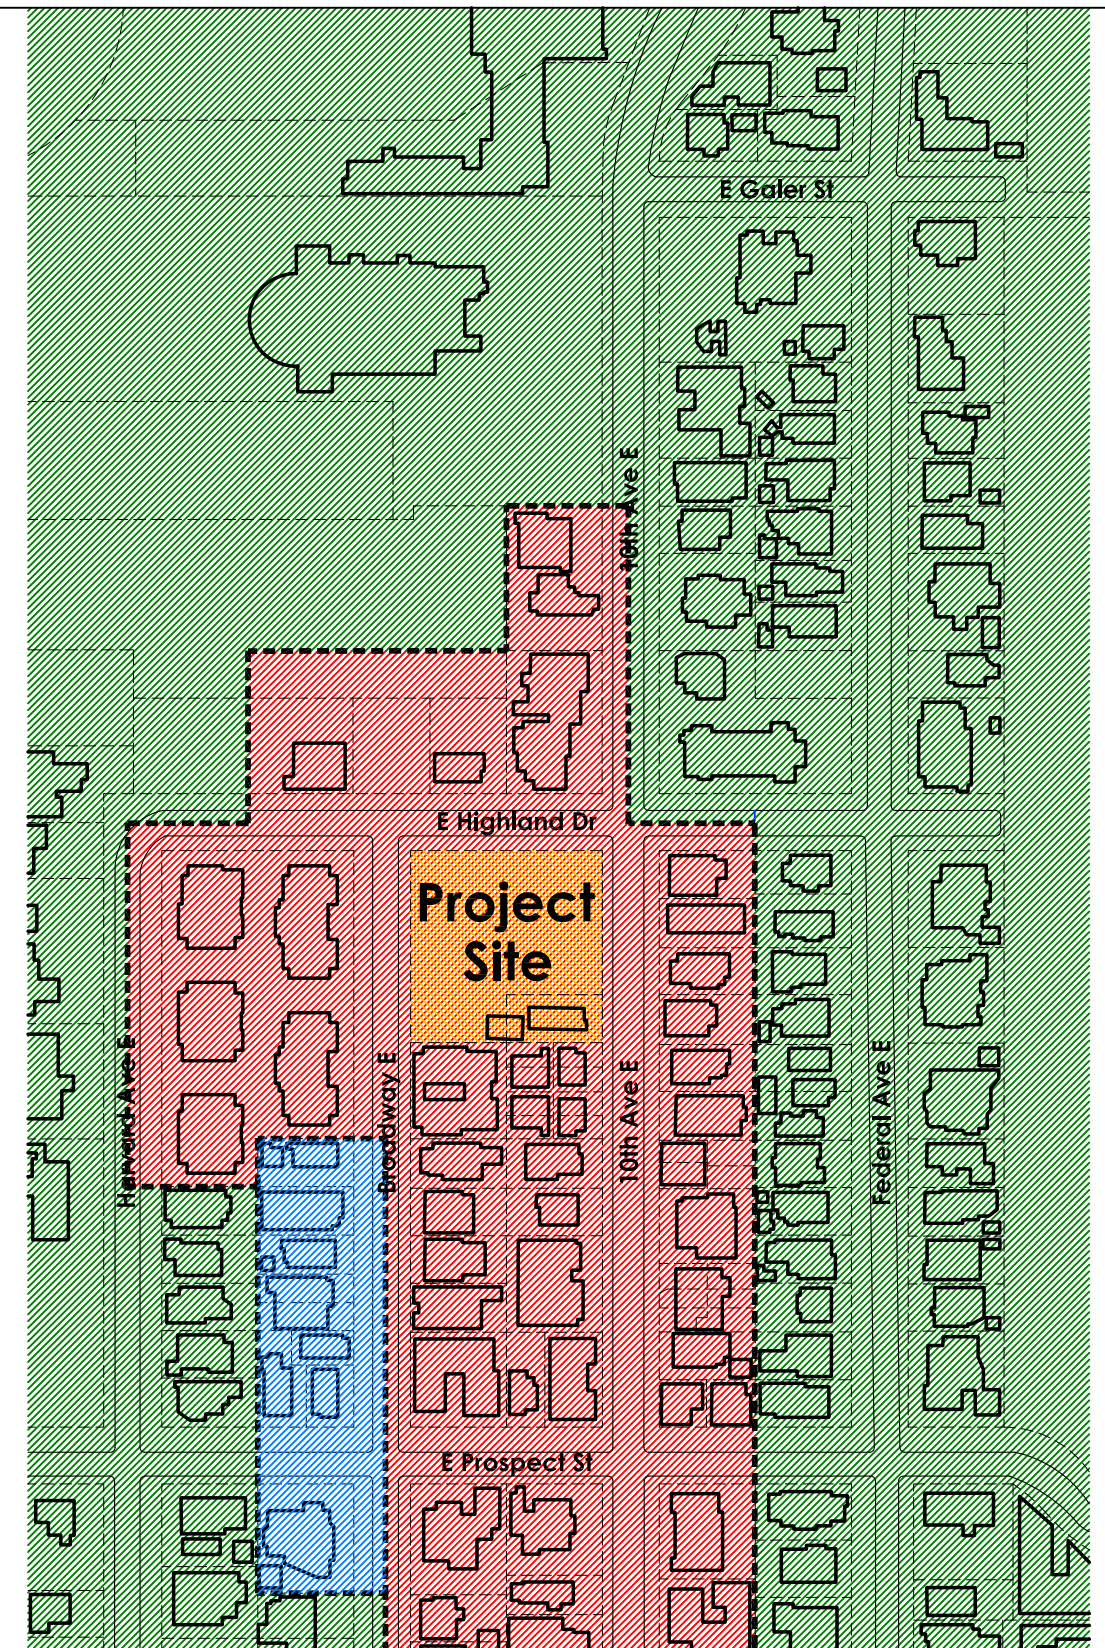 E Galer St
10th Ave E
E Highland Dr
Project
Site
Harvard Ave E
Broadway E
10th Ave E
Federal Ave E
E Prospect St